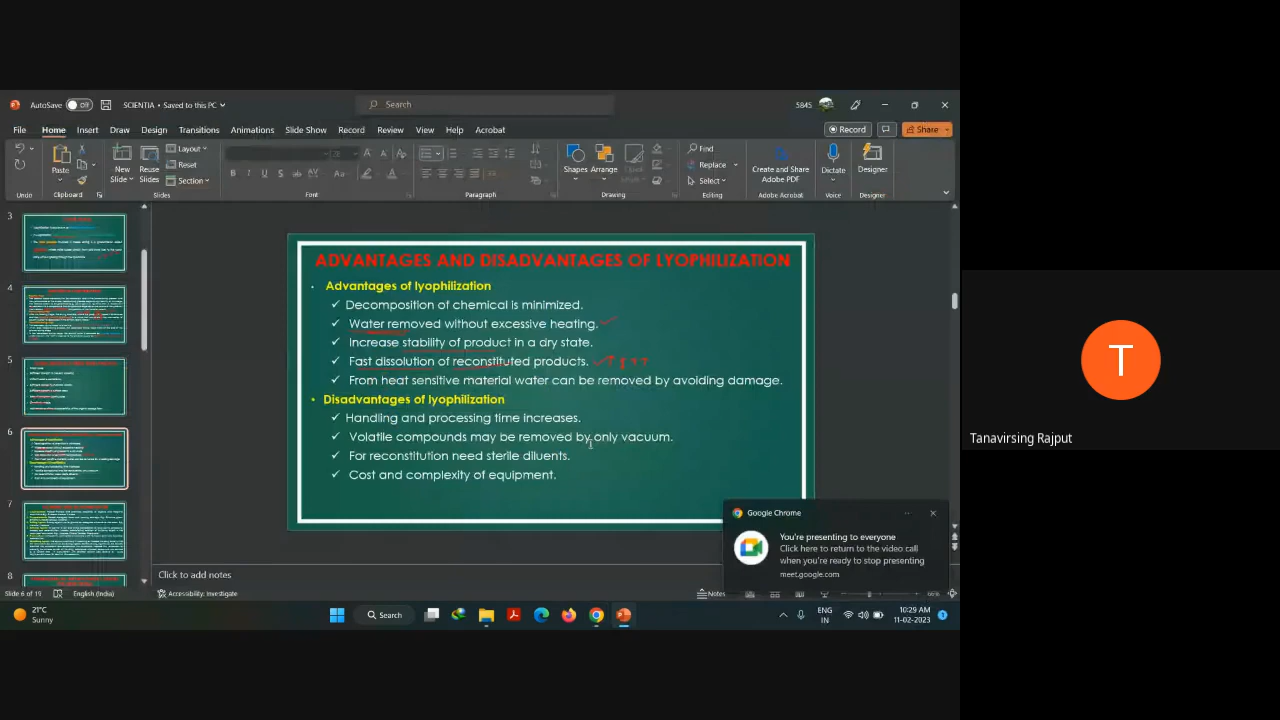 AutoSave Off SCIENTIA • Saved to this PC Search 5845
File Home Insert Draw Design Transitions Animations Slide Show Record Review View Help Acrobat Record Share
Paste New Slide Reuse Slides Layout Reset Section Shapes Arrange Find Replace Select Create and Share Adobe PDF Dictate Designer
Undo Clipboard Slides Font Paragraph Drawing Editing Adobe Acrobat Voice Designer
3
4
5
6
7
8
ADVANTAGES AND DISADVANTAGES OF LYOPHILIZATION
• Advantages of lyophilization
✓ Decomposition of chemical is minimized.
✓ Water removed without excessive heating.
✓ Increase stability of product in a dry state.
✓ Fast dissolution of reconstituted products.
✓ From heat sensitive material water can be removed by avoiding damage.
• Disadvantages of lyophilization
✓ Handling and processing time increases.
✓ Volatile compounds may be removed by only vacuum.
✓ For reconstitution need sterile diluents.
✓ Cost and complexity of equipment.
Google Chrome
You're presenting to everyone
Click here to return to the video call
when you're ready to stop presenting
meet.google.com
Click to add notes
Slide 6 of 19 English (India) Accessibility: Investigate Notes
21°C
Sunny
Search
ENG
IN
10:29 AM
11-02-2023
T
Tanavirsing Rajput